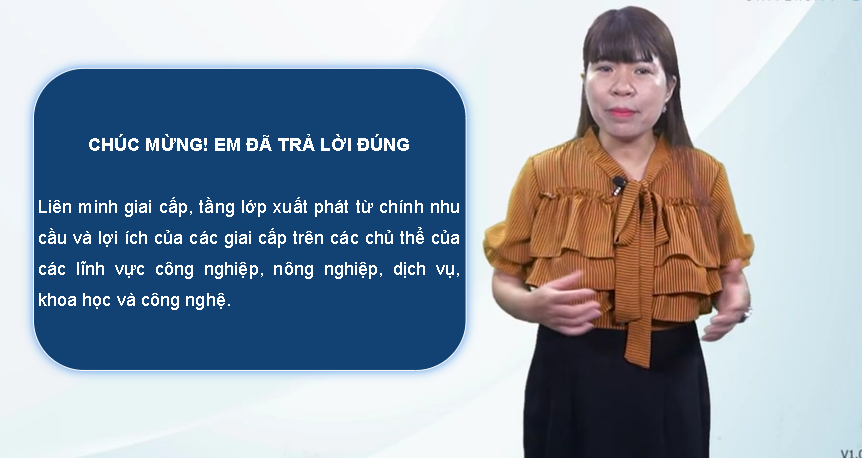 CHÚC MỪNG! EM ĐÃ TRẢ LỜI ĐÚNG
Liên minh giai cấp, tầng lớp xuất phát từ chính nhu
cầu và lợi ích của các giai cấp trên các chủ thể của
các lĩnh vực công nghiệp, nông nghiệp, dịch vụ,
khoa học và công nghệ.